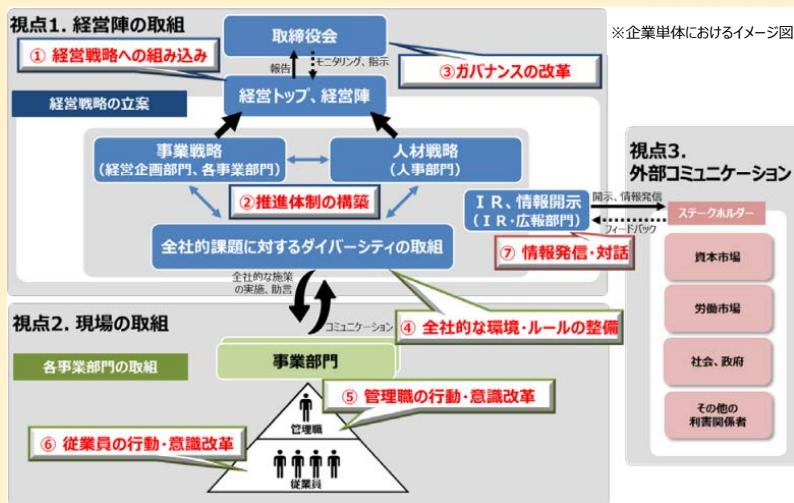 視点1. 経営陣の取組
※企業単体におけるイメージ図
取締役会
① 経営戦略への組み込み
報告
モニタリング、指示
③ガバナンスの改革
経営トップ、経営陣
経営戦略の立案
事業戦略
(経営企画部門、各事業部門)
人材戦略
(人事部門)
②推進体制の構築
全社的課題に対するダイバーシティの取組
IR、情報開示
(IR・広報部門)
⑦ 情報発信・対話
開示、情報発信
フィードバック
視点3.
外部コミュニケーション
ステークホルダー
資本市場
労働市場
社会、政府
その他の
利害関係者
全社的な施策
の実施、助言
コミュニケーション
④ 全社的な環境・ルールの整備
視点2. 現場の取組
各事業部門の取組
事業部門
⑤ 管理職の行動・意識改革
管理職
⑥ 従業員の行動・意識改革
従業員